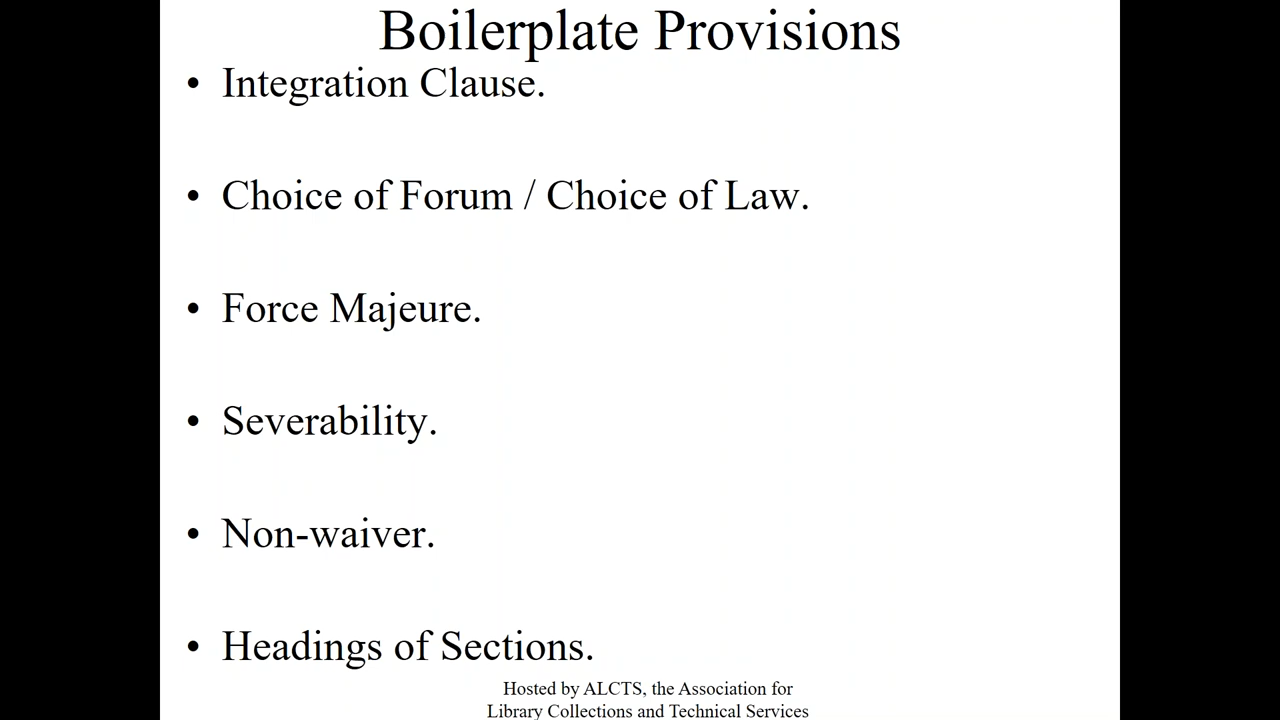 Boilerplate Provisions
• Integration Clause.
• Choice of Forum / Choice of Law.
• Force Majeure.
• Severability.
• Non-waiver.
• Headings of Sections.
Hosted by ALCTS, the Association for
Library Collections and Technical Services